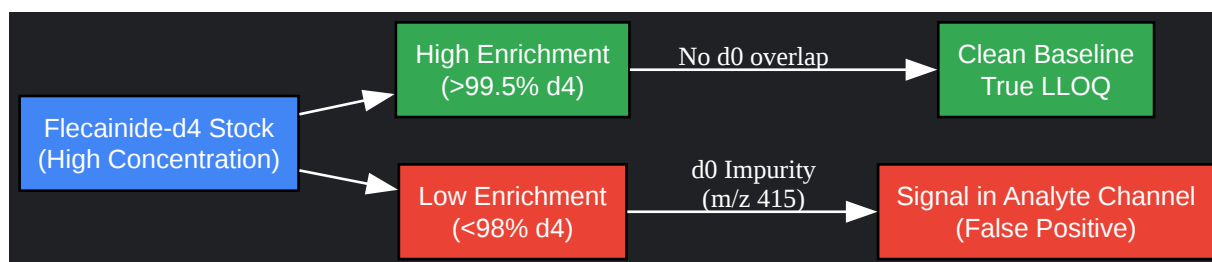 Flecainide-d4 Stock
(High Concentration)
High Enrichment
(>99.5% d4)
No d0 overlap
Clean Baseline
True LLOQ
Low Enrichment
(<98% d4)
d0 Impurity
(m/z 415)
Signal in Analyte Channel
(False Positive)